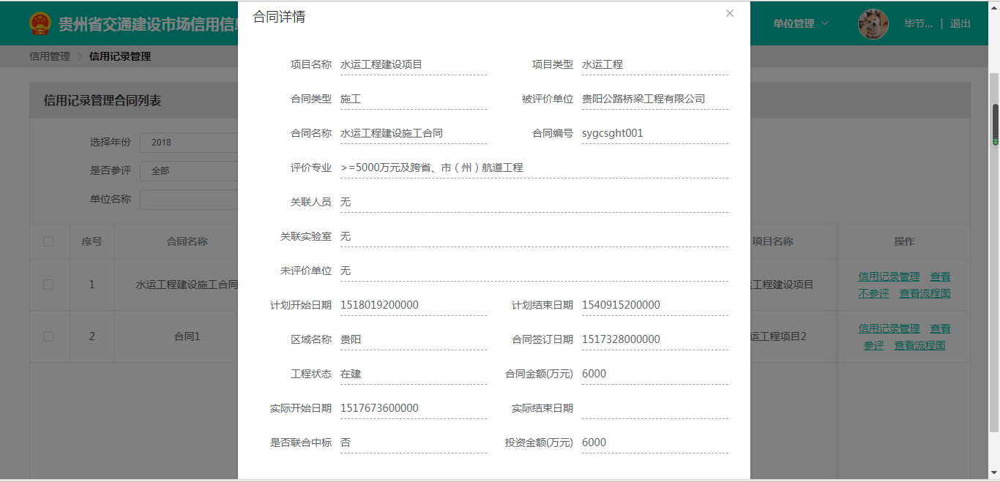 贵州省交通建设市场信用信
单位管理
毕节... | 退出
信用管理 > 信用记录管理
信用记录管理合同列表
选择年份 2018
是否参评 全部
单位名称
序号 合同名称 项目名称 操作
1 水运工程建设施工合同 工程建设项目 信用记录管理 查看
不参评 查看流程图
2 合同1 运工程项目2 信用记录管理 查看
参评 查看流程图
合同详情 ×
项目名称 水运工程建设项目 项目类型 水运工程
合同类型 施工 被评价单位 贵阳公路桥梁工程有限公司
合同名称 水运工程建设施工合同 合同编号 sygcsght001
评价专业 >=5000万元及跨省、市（州）航道工程
关联人员 无
关联实验室 无
未评价单位 无
计划开始日期 1518019200000 计划结束日期 1540915200000
区域名称 贵阳 合同签订日期 1517328000000
工程状态 在建 合同金额(万元) 6000
实际开始日期 1517673600000 实际结束日期
是否联合中标 否 投资金额(万元) 6000